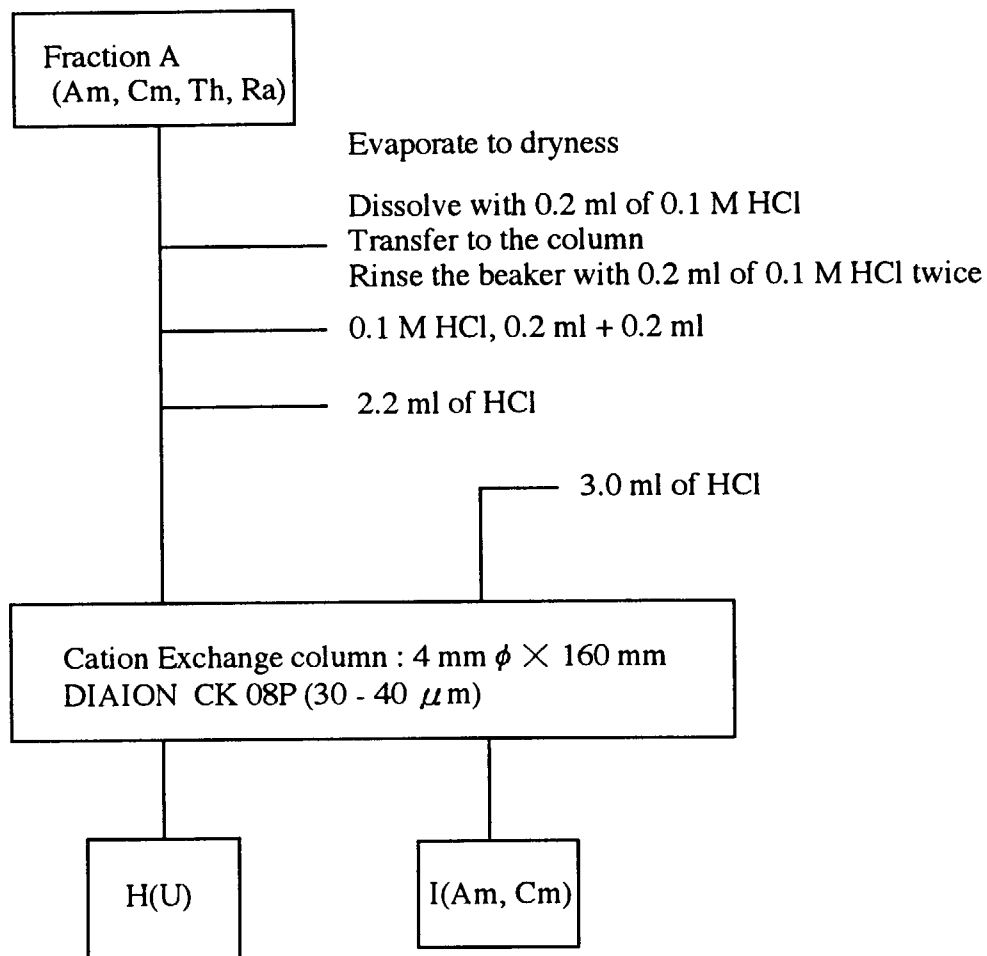 Fraction A
(Am, Cm, Th, Ra)
Evaporate to dryness
Dissolve with 0.2 ml of 0.1 M HCl
Transfer to the column
Rinse the beaker with 0.2 ml of 0.1 M HCl twice
0.1 M HCl, 0.2 ml + 0.2 ml
2.2 ml of HCl
3.0 ml of HCl
Cation Exchange column : 4 mm ϕ × 160 mm
DIAION CK 08P (30 - 40 μm)
H(U)
I(Am, Cm)